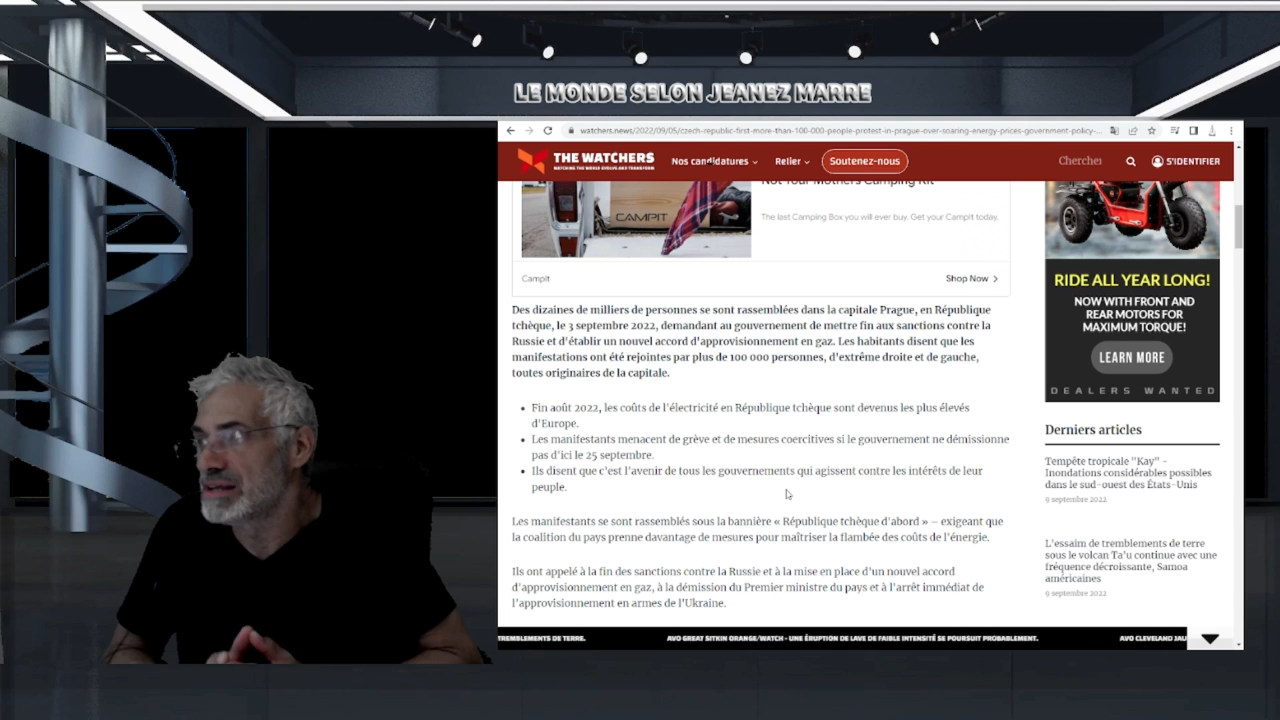 LE MONDE SELON JEANEZ MARRE
watchers.news/2022/09/05/czech-republic-first-more-than-100-000-people-protest-in-prague-over-soaring-energy-prices-government-policy-...
THE WATCHERS
WATCHING THE WORLD EVOLVE AND TRANSFORM
Nos candidatures
Relier
Soutenez-nous
Chercher
S'IDENTIFIER
Not Your Mothers Camping Kit
CAMPIT
The last Camping Box you will ever buy. Get your CampIt today.
CampIt
Shop Now
Des dizaines de milliers de personnes se sont rassemblées dans la capitale Prague, en République
tchèque, le 3 septembre 2022, demandant au gouvernement de mettre fin aux sanctions contre la
Russie et d'établir un nouvel accord d'approvisionnement en gaz. Les habitants disent que les
manifestations ont été rejointes par plus de 100 000 personnes, d'extrême droite et de gauche,
toutes originaires de la capitale.
• Fin août 2022, les coûts de l'électricité en République tchèque sont devenus les plus élevés
d'Europe.
• Les manifestants menacent de grève et de mesures coercitives si le gouvernement ne démissionne
pas d'ici le 25 septembre.
• Ils disent que c'est l'avenir de tous les gouvernements qui agissent contre les intérêts de leur
peuple.
Les manifestants se sont rassemblés sous la bannière « République tchèque d'abord » – exigeant que
la coalition du pays prenne davantage de mesures pour maîtriser la flambée des coûts de l'énergie.
Ils ont appelé à la fin des sanctions contre la Russie et à la mise en place d'un nouvel accord
d'approvisionnement en gaz, à la démission du Premier ministre du pays et à l'arrêt immédiat de
l'approvisionnement en armes de l'Ukraine.
RIDE ALL YEAR LONG!
NOW WITH FRONT AND
REAR MOTORS FOR
MAXIMUM TORQUE!
LEARN MORE
DEALERS WANTED
Derniers articles
Tempête tropicale "Kay" -
Inondations considérables possibles
dans le sud-ouest des États-Unis
9 septembre 2022
L'essaim de tremblements de terre
sous le volcan Ta'u continue avec une
fréquence décroissante, Samoa
américaines
9 septembre 2022
TREMBLEMENTS DE TERRE.
AVO GREAT SITKIN ORANGE/WATCH - UNE ÉRUPTION DE LAVE DE FAIBLE INTENSITÉ SE POURSUIT PROBABLEMENT.
AVO CLEVELAND JAU